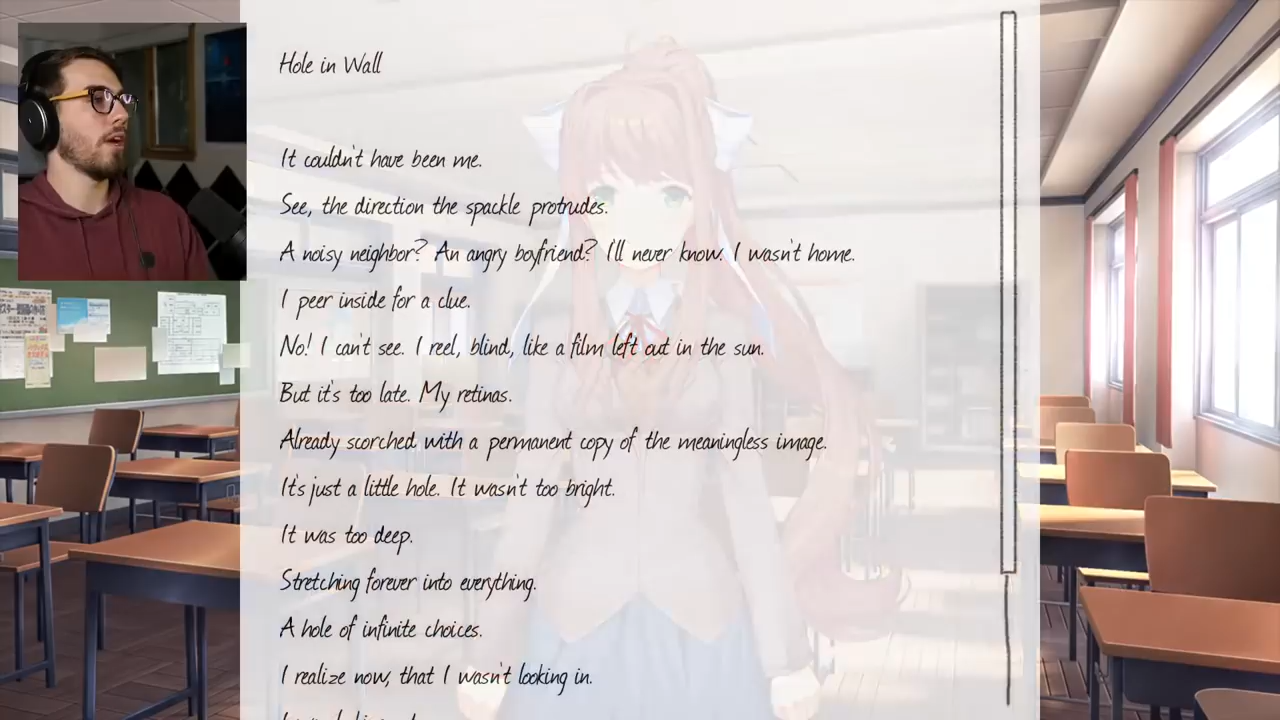 Hole in Wall
It couldn't have been me.
See, the direction the spackle protrudes.
A noisy neighbor? An angry boyfriend? I'll never know. I wasn't home.
I peer inside for a clue.
No! I can't see. I reel, blind, like a film left out in the sun.
But it's too late. My retinas.
Already scorched with a permanent copy of the meaningless image.
It's just a little hole. It wasn't too bright.
It was too deep.
Stretching forever into everything.
A hole of infinite choices.
I realize now, that I wasn't looking in.